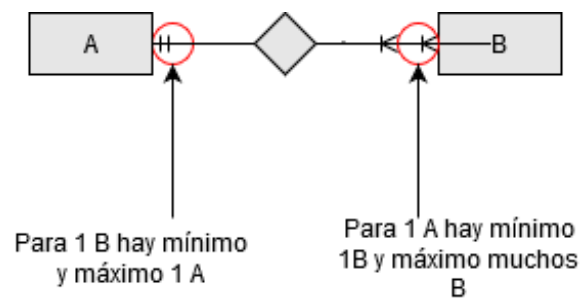 A
B
Para 1 B hay mínimo
y máximo 1 A
Para 1 A hay mínimo
1B y máximo muchos
B